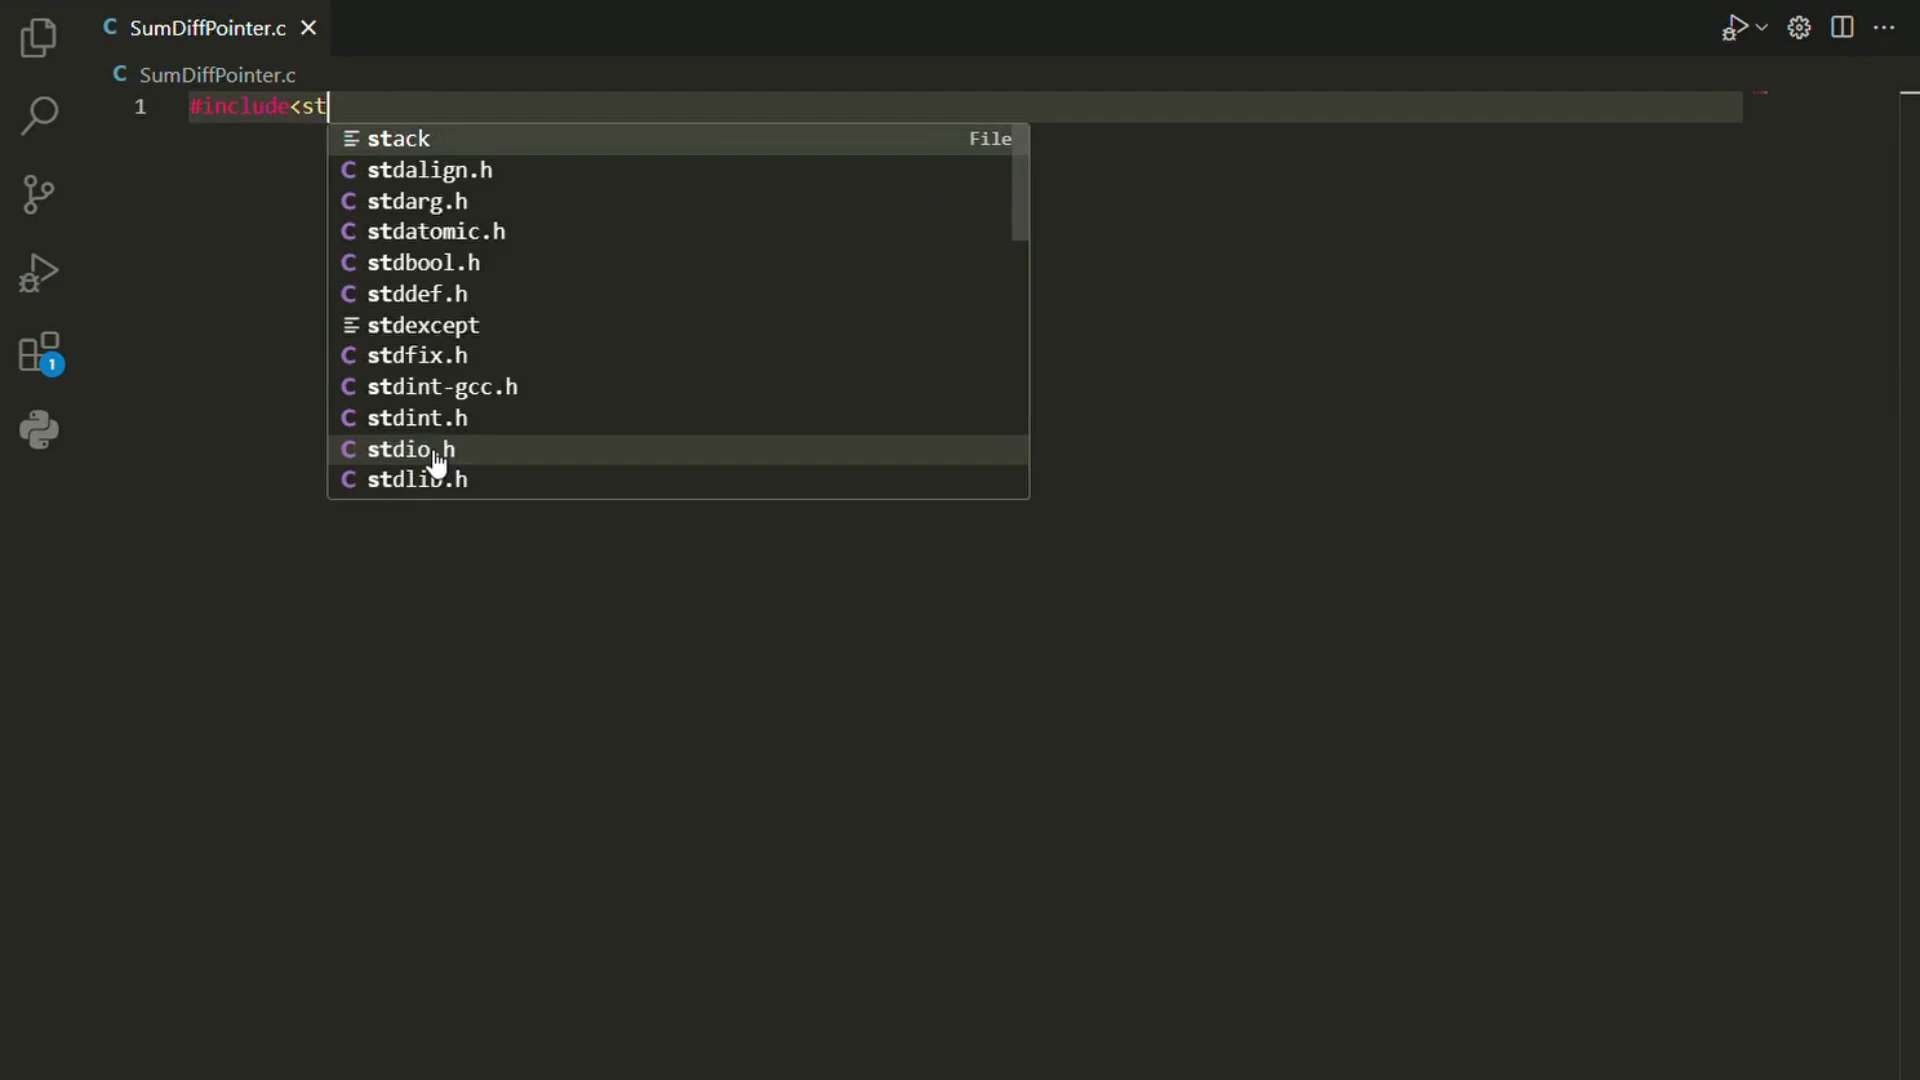 SumDiffPointer.c
SumDiffPointer.c
1 #include<st
stack File
stdalign.h
stdarg.h
stdatomic.h
stdbool.h
stddef.h
stdexcept
stdfix.h
stdint-gcc.h
stdint.h
stdio.h
stdlib.h
1